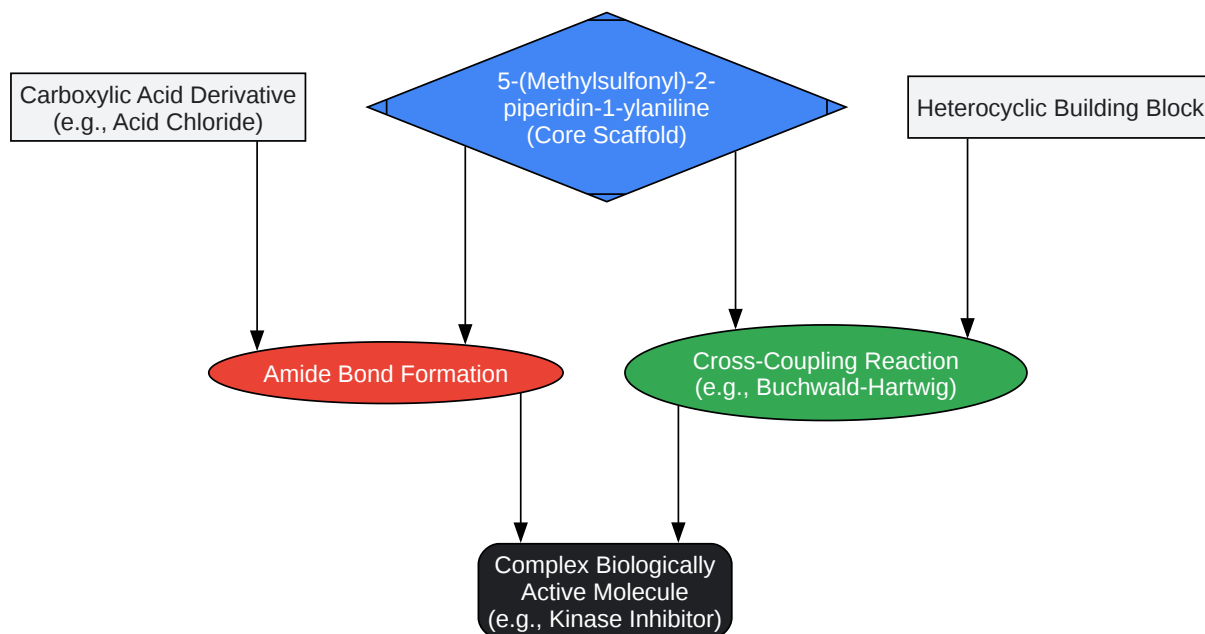 Carboxylic Acid Derivative
(e.g., Acid Chloride)
5-(Methylsulfonyl)-2-
piperidin-1-ylaniline
(Core Scaffold)
Heterocyclic Building Block
Amide Bond Formation
Cross-Coupling Reaction
(e.g., Buchwald-Hartwig)
Complex Biologically
Active Molecule
(e.g., Kinase Inhibitor)